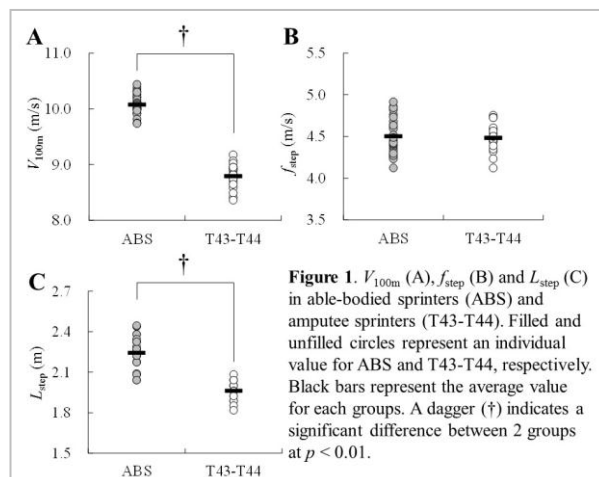 A
†
11.0
10.0
9.0
8.0
V100m (m/s)
ABS
T43-T44
B
5.5
5.0
4.5
4.0
3.5
fstep (m/s)
ABS
T43-T44
C
†
2.7
2.4
2.1
1.8
1.5
Lstep (m)
ABS
T43-T44
Figure 1. V100m (A), fstep (B) and Lstep (C)
in able-bodied sprinters (ABS) and
amputee sprinters (T43-T44). Filled and
unfilled circles represent an individual
value for ABS and T43-T44, respectively.
Black bars represent the average value
for each groups. A dagger (†) indicates a
significant difference between 2 groups
at p < 0.01.